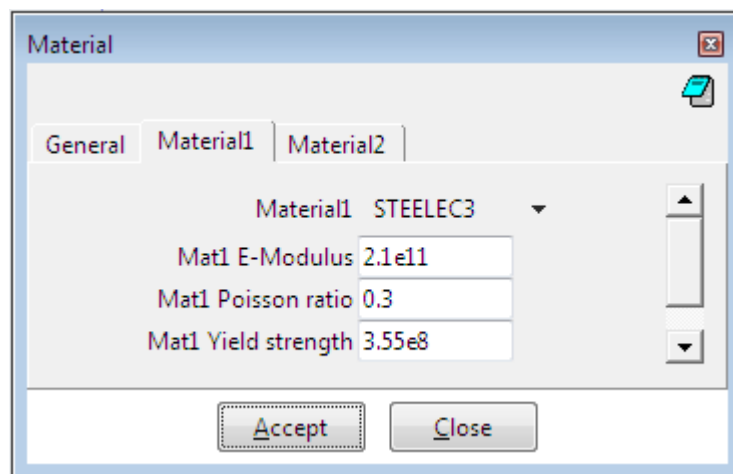 Material
General Material1 Material2
Material1 STEELEC3
Mat1 E-Modulus 2.1e11
Mat1 Poisson ratio 0.3
Mat1 Yield strength 3.55e8
Accept Close